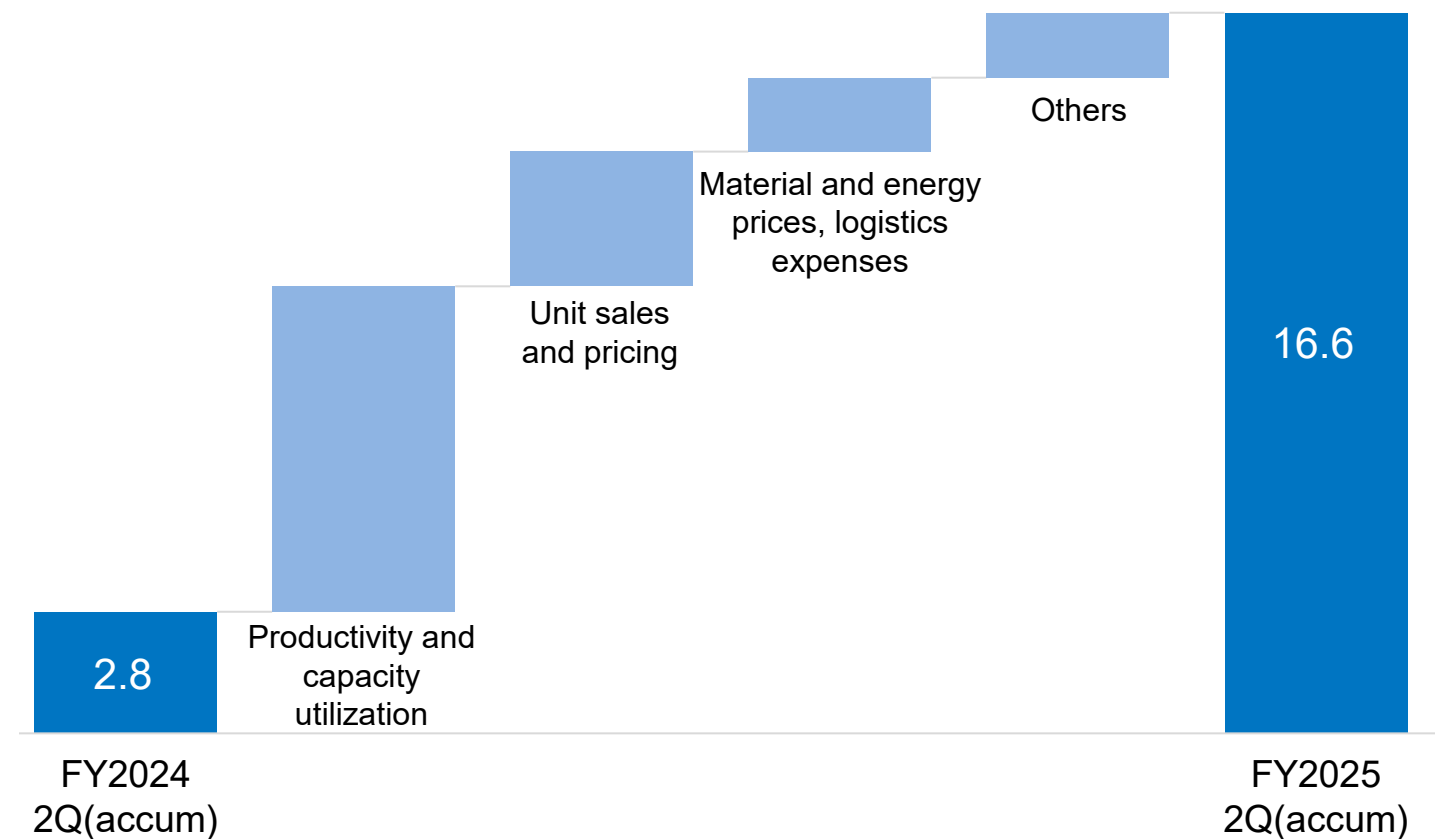 Others
Material and energy
prices, logistics
expenses
Unit sales
and pricing
16.6
Productivity and
capacity
utilization
2.8
FY2024
2Q(accum)
FY2025
2Q(accum)